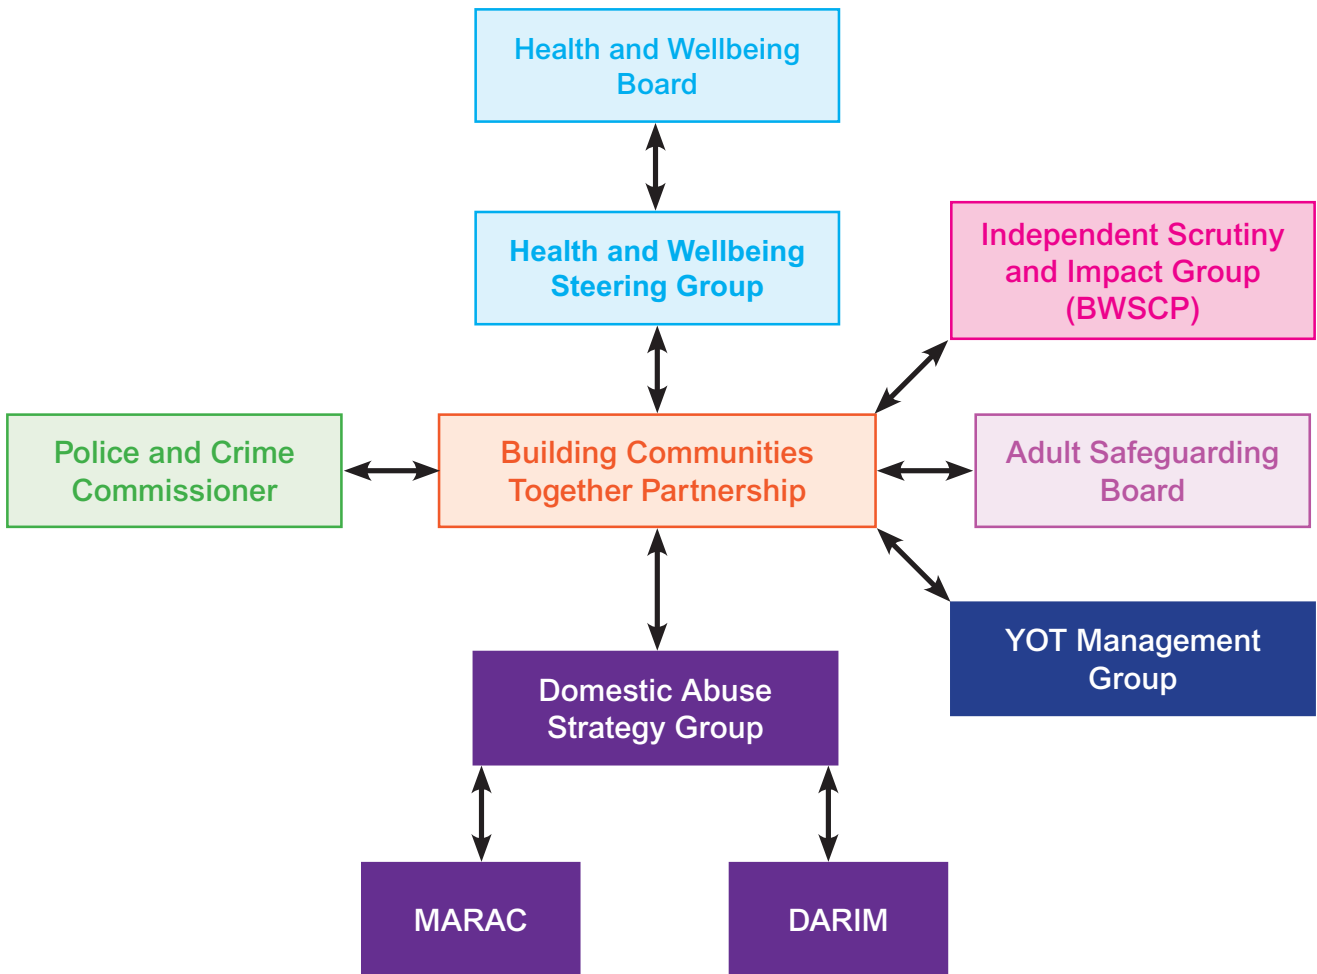 Health and Wellbeing
Board
Health and Wellbeing
Steering Group
Independent Scrutiny
and Impact Group
(BWSCP)
Police and Crime
Commissioner
Building Communities
Together Partnership
Adult Safeguarding
Board
YOT Management
Group
Domestic Abuse
Strategy Group
MARAC
DARIM